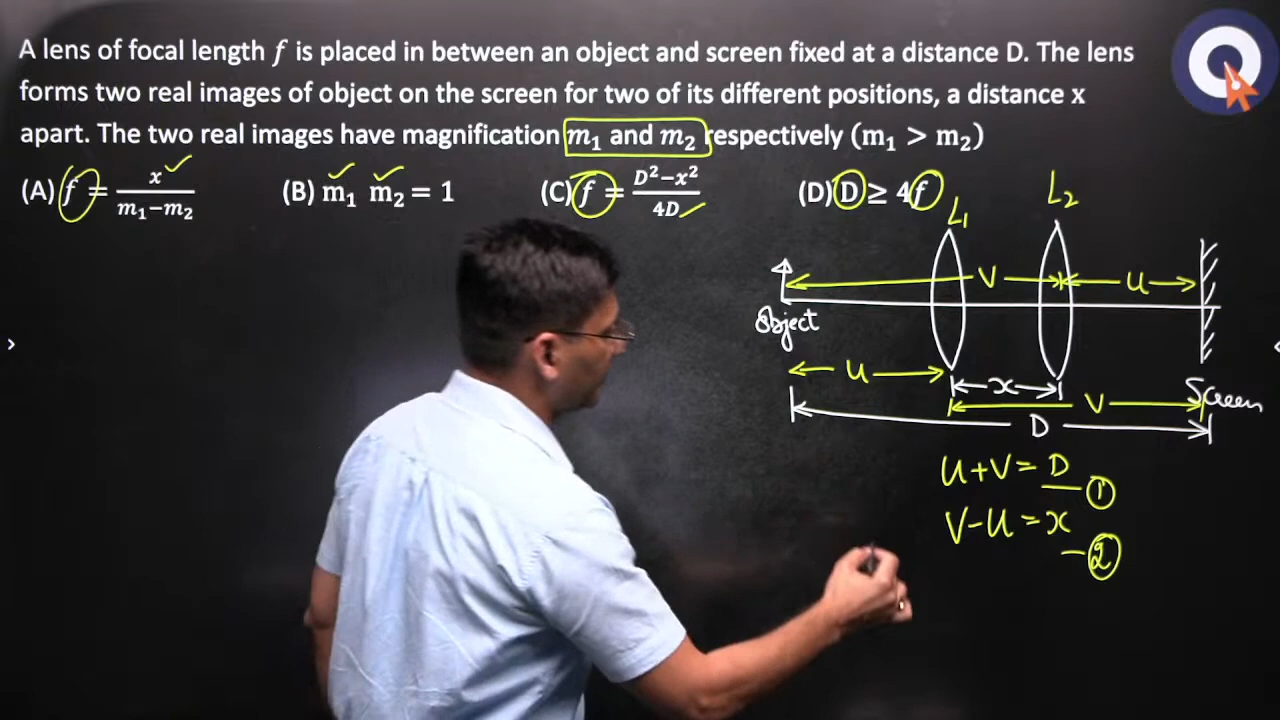 A lens of focal length f is placed in between an object and screen fixed at a distance D. The lens
forms two real images of object on the screen for two of its different positions, a distance x
apart. The two real images have magnification m₁ and m₂ respectively (m₁ > m₂)
(A) f = x/(m₁−m₂) (B) m₁ m₂ = 1 (C) f = (D²−x²)/4D (D) D ≥ 4f
L₁ L₂
V u
Object
u x
Screen
V
D
u+v = D – ①
v-u = x – ②